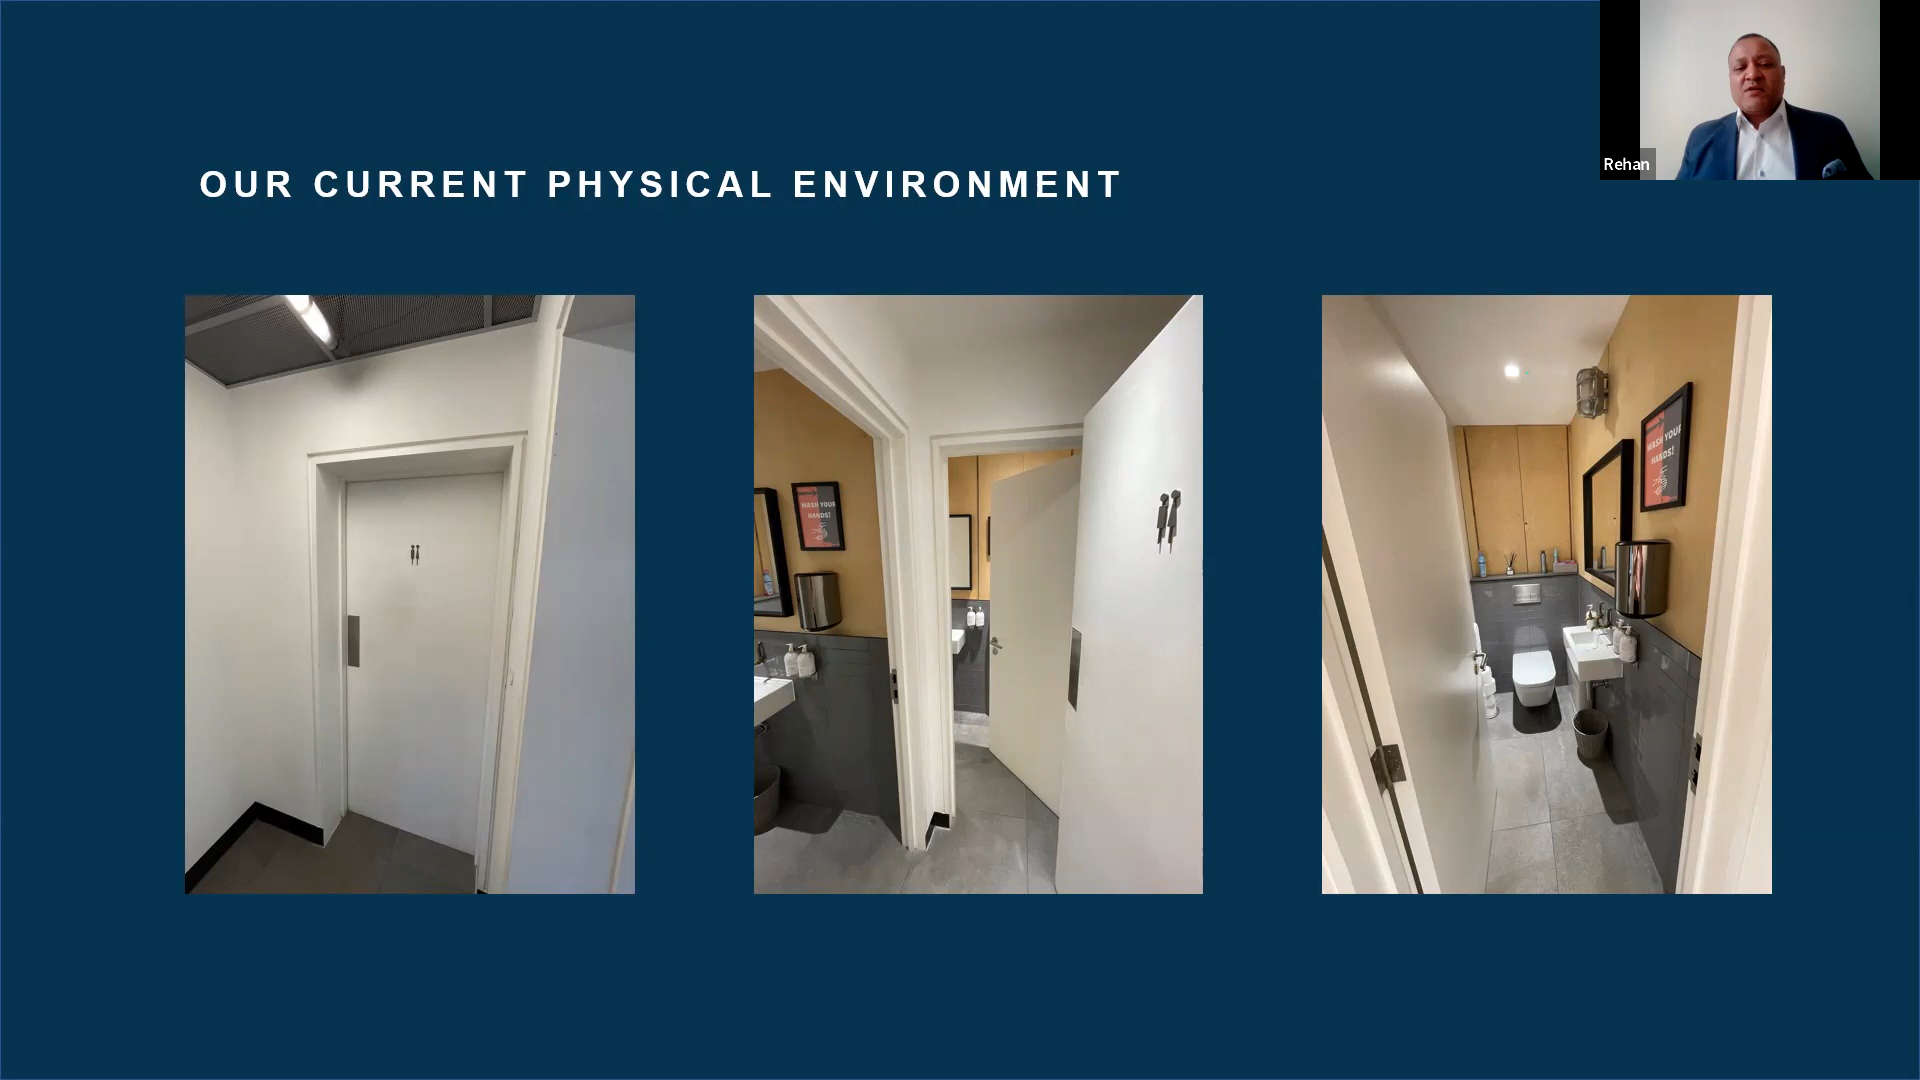 OUR CURRENT PHYSICAL ENVIRONMENT
Rehan
WASH YOUR
HANDS!
WASH YOUR
HANDS!